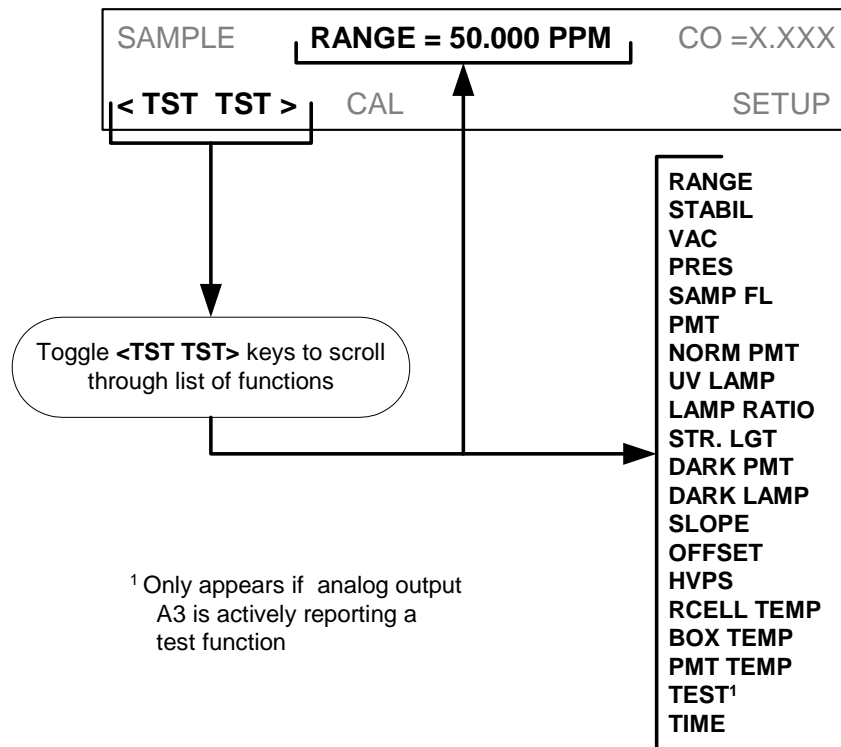 SAMPLE RANGE = 50.000 PPM CO =X.XXX
< TST TST > CAL SETUP
Toggle <TST TST> keys to scroll
through list of functions
RANGE
STABIL
VAC
PRES
SAMP FL
PMT
NORM PMT
UV LAMP
LAMP RATIO
STR. LGT
DARK PMT
DARK LAMP
SLOPE
OFFSET
HVPS
RCELL TEMP
BOX TEMP
PMT TEMP
TEST¹
TIME
¹ Only appears if analog output
A3 is actively reporting a
test function